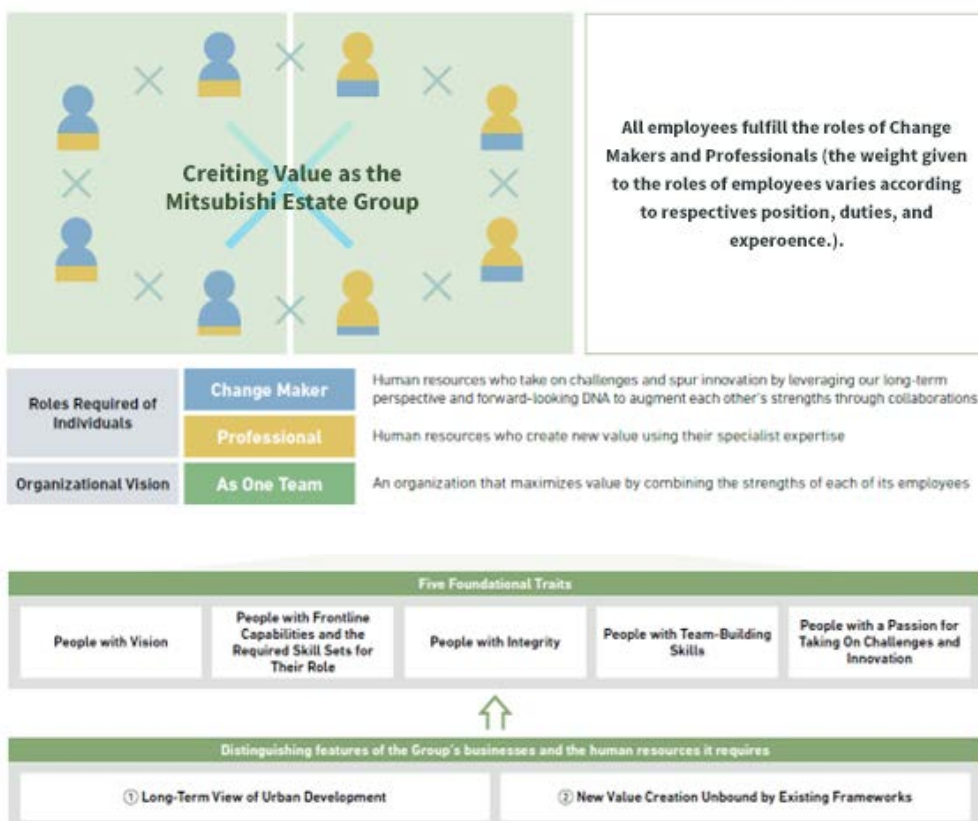 Creiting Value as the
Mitsubishi Estate Group
All employees fulfill the roles of Change
Makers and Professionals (the weight given
to the roles of employees varies according
to respectives position, duties, and
experoence.).
Roles Required of
Individuals
Change Maker
Human resources who take on challenges and spur innovation by leveraging our long-term
perspective and forward-looking DNA to augment each other's strengths through collaborations
Professional
Human resources who create new value using their specialist expertise
Organizational Vision
As One Team
An organization that maximizes value by combining the strengths of each of its employees
Five Foundational Traits
People with Vision
People with Frontline
Capabilities and the
Required Skill Sets for
Their Role
People with Integrity
People with Team-Building
Skills
People with a Passion for
Taking On Challenges and
Innovation
Distinguishing features of the Group's businesses and the human resources it requires
① Long-Term View of Urban Development
② New Value Creation Unbound by Existing Frameworks